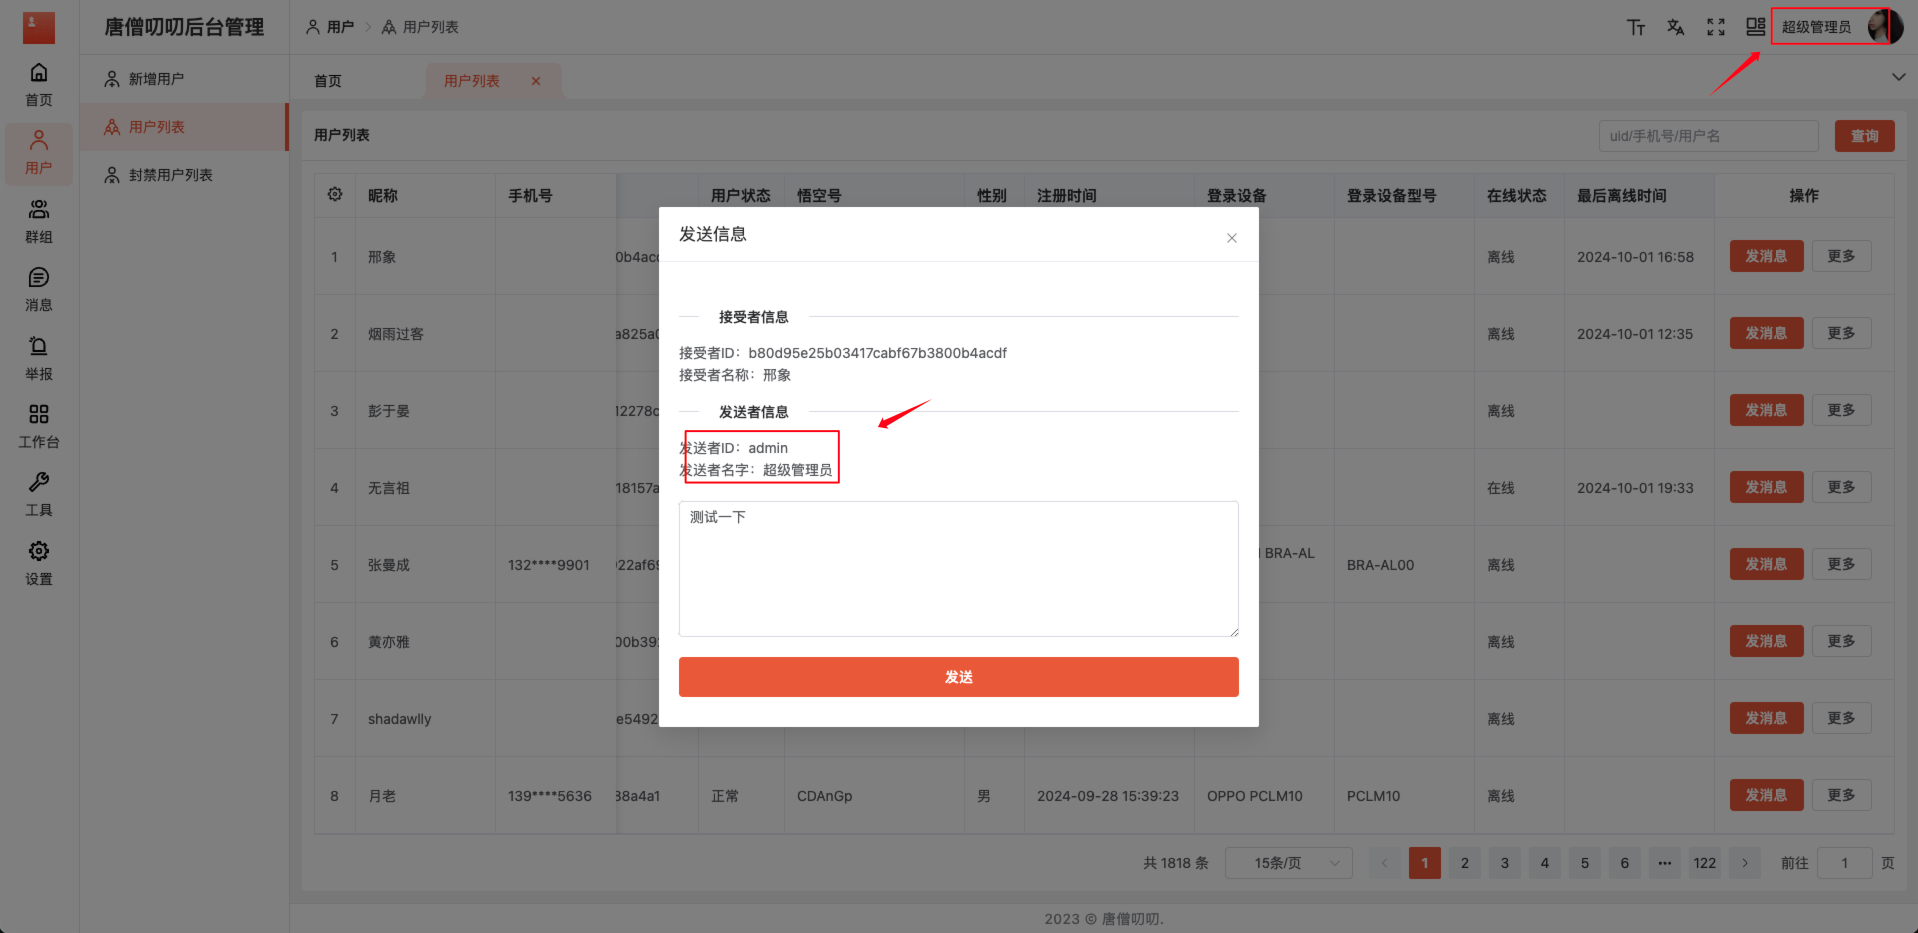 唐僧叨叨后台管理
用户
用户列表
超级管理员
首页
用户
群组
消息
举报
工作台
工具
设置
新增用户
用户列表
封禁用户列表
首页
用户列表
用户列表
uid/手机号/用户名
查询
昵称 手机号 用户状态 悟空号 性别 注册时间 登录设备 登录设备型号 在线状态 最后离线时间 操作
1 邢象 离线 2024-10-01 16:58 发消息 更多
2 烟雨过客 离线 2024-10-01 12:35 发消息 更多
3 彭于晏 离线 发消息 更多
4 无言祖 18157a 在线 2024-10-01 19:33 发消息 更多
5 张曼成 132****9901 BRA-AL BRA-AL00 离线 发消息 更多
6 黄亦雅 离线 发消息 更多
7 shadawlly e5492 离线 发消息 更多
8 月老 139****5636 38a4a1 正常 CDAnGp 男 2024-09-28 15:39:23 OPPO PCLM10 PCLM10 离线 发消息 更多
发送信息
接受者信息
接受者ID：b80d95e25b03417cabf67b3800b4acdf
接受者名称：邢象
发送者信息
发送者ID：admin
发送者名字：超级管理员
测试一下
发送
共 1818 条 15条/页 1 2 3 4 5 6 ••• 122 前往 1 页
2023 © 唐僧叨叨.